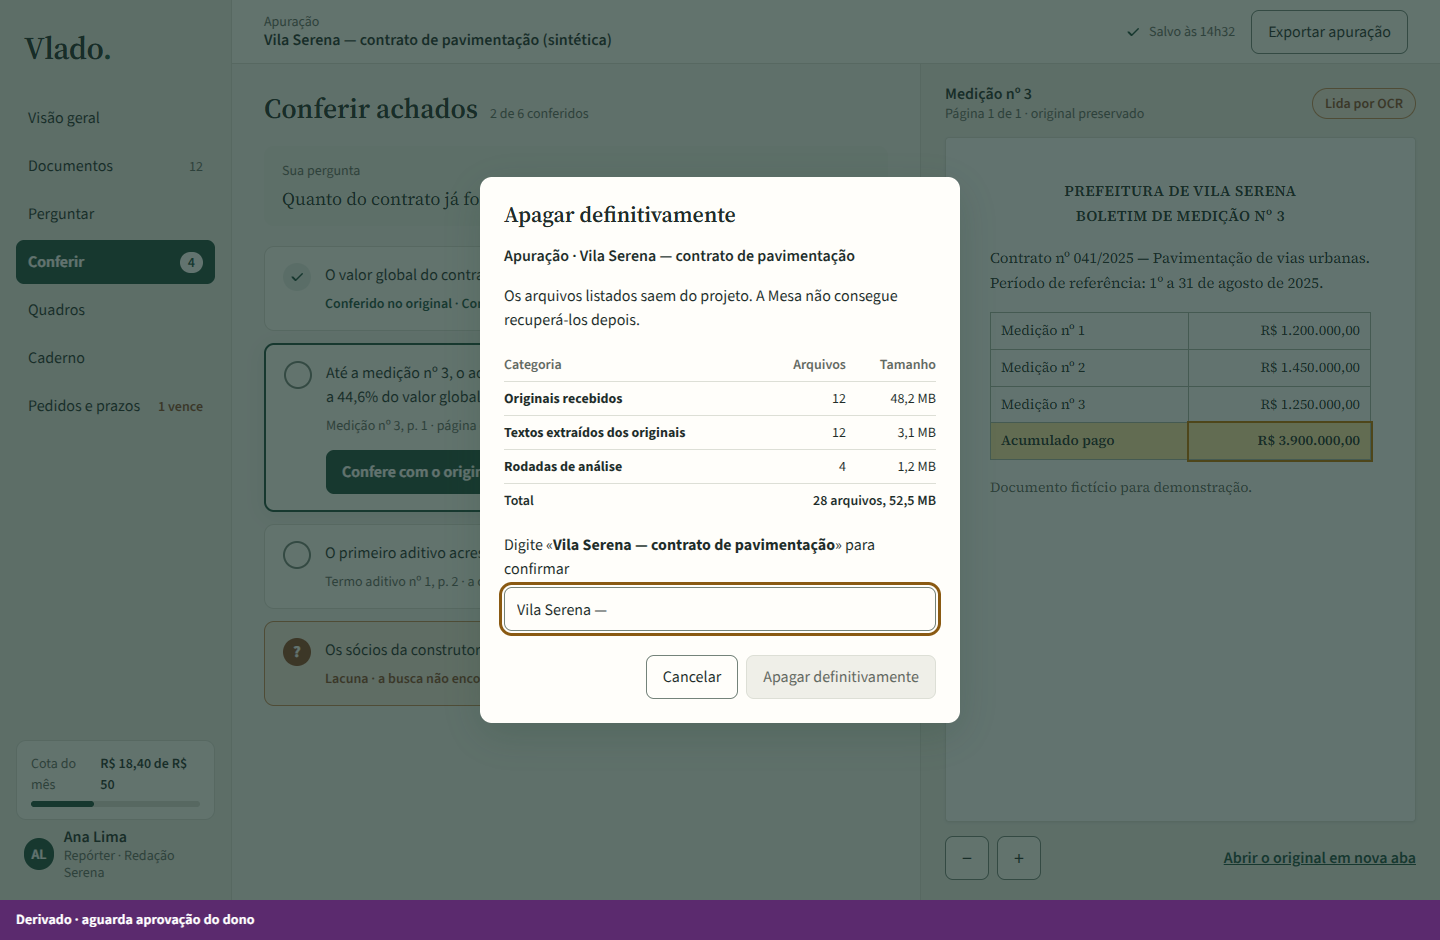 Vlado.
Visão geral
Documentos 12
Perguntar
Conferir 4
Quadros
Caderno
Pedidos e prazos 1 vence
Cota do mês R$ 18,40 de R$ 50
AL
Ana Lima
Repórter · Redação
Serena
Apuração
Vila Serena — contrato de pavimentação (sintética)
Salvo às 14h32
Exportar apuração
Conferir achados 2 de 6 conferidos
Sua pergunta
Quanto do contrato já fo
O valor global do contra
Conferido no original · Cor
Até a medição nº 3, o ac
a 44,6% do valor global
Medição nº 3, p. 1 · página
Confere com o origin
O primeiro aditivo acres
Termo aditivo nº 1, p. 2 · a c
?
Os sócios da construtor
Lacuna · a busca não enco
Apagar definitivamente
Apuração · Vila Serena — contrato de pavimentação
Os arquivos listados saem do projeto. A Mesa não consegue
recuperá-los depois.
Categoria Arquivos Tamanho
Originais recebidos 12 48,2 MB
Textos extraídos dos originais 12 3,1 MB
Rodadas de análise 4 1,2 MB
Total 28 arquivos, 52,5 MB
Digite «Vila Serena — contrato de pavimentação» para
confirmar
Vila Serena —
Cancelar
Apagar definitivamente
Medição nº 3
Página 1 de 1 · original preservado
Lida por OCR
PREFEITURA DE VILA SERENA
BOLETIM DE MEDIÇÃO Nº 3
Contrato nº 041/2025 — Pavimentação de vias urbanas.
Período de referência: 1º a 31 de agosto de 2025.
Medição nº 1 R$ 1.200.000,00
Medição nº 2 R$ 1.450.000,00
Medição nº 3 R$ 1.250.000,00
Acumulado pago R$ 3.900.000,00
Documento fictício para demonstração.
− +
Abrir o original em nova aba
Derivado · aguarda aprovação do dono